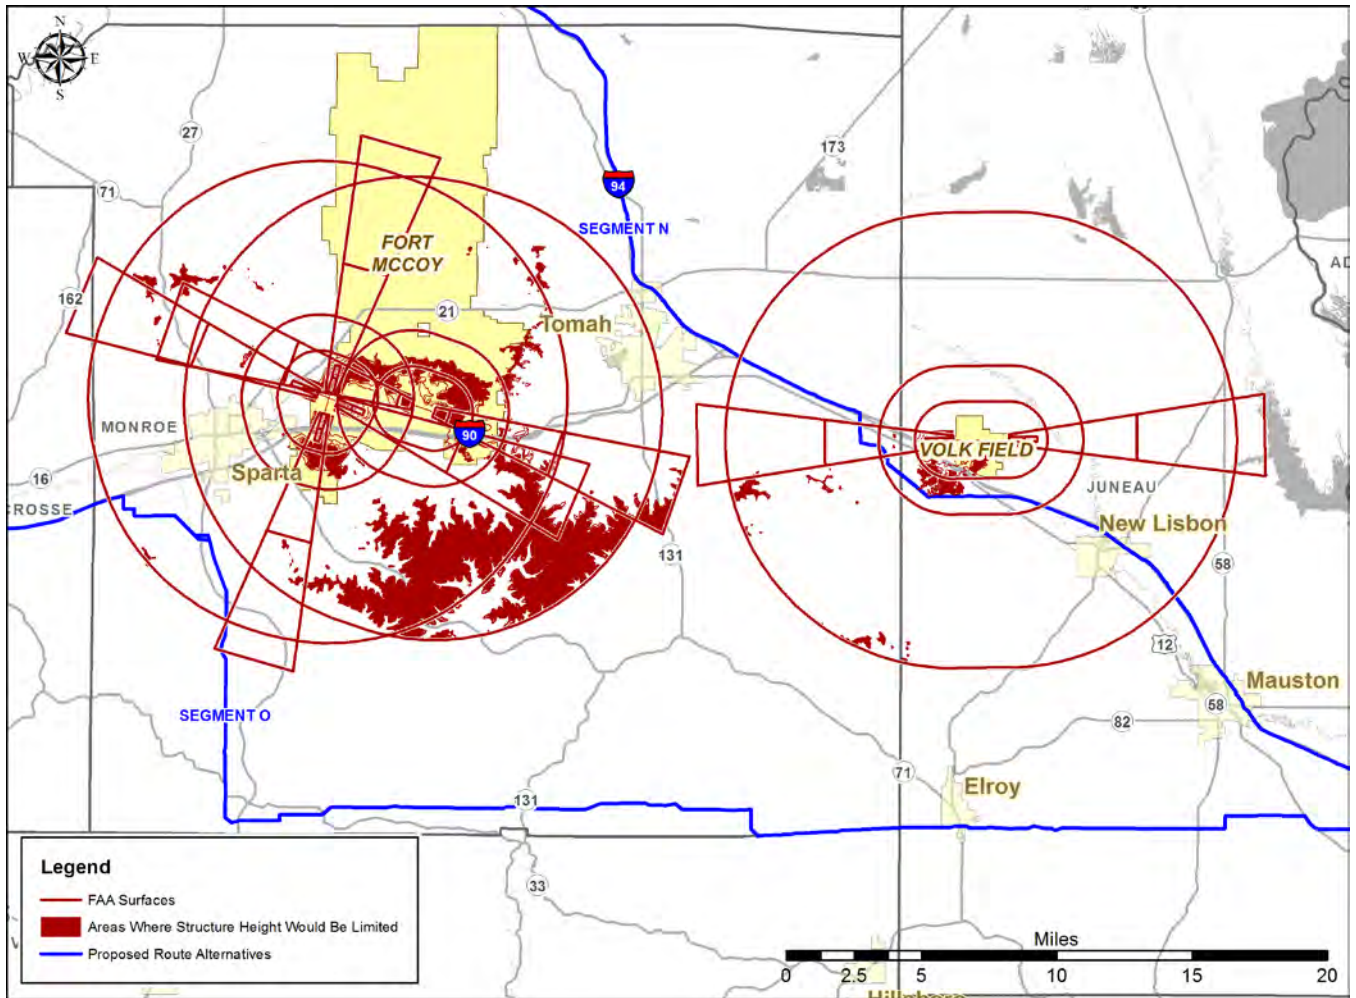 N
W
E
S
27
173
71
94
SEGMENT N
FORT
MCCOY
162
21
Tomah
MONROE
90
VOLK FIELD
Sparta
16
JUNEAU
CROSSE
New Lisbon
131
58
12
Mauston
58
SEGMENT O
82
71
Elroy
131
Legend
FAA Surfaces
Areas Where Structure Height Would Be Limited
Proposed Route Alternatives
33
Miles
0 2.5 5 10 15 20